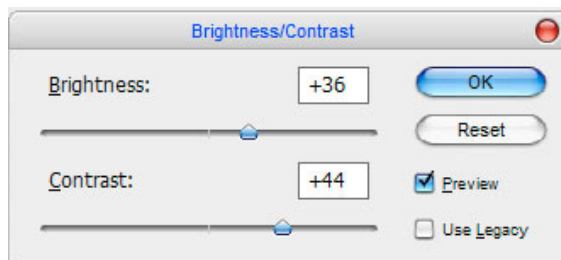 Brightness/Contrast
Brightness: +36
OK
Reset
Contrast: +44
Preview
Use Legacy